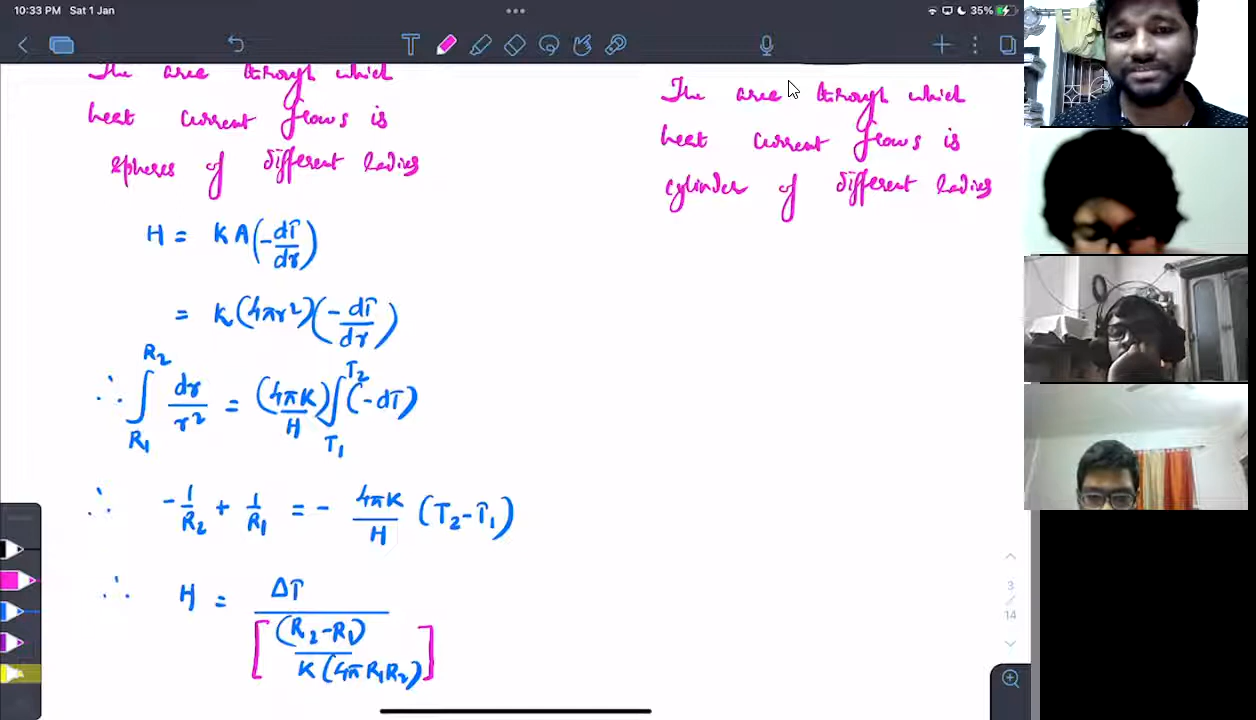 10:33 PM Sat 1 Jan
35%
The area through which
heat current flows is
spheres of different radius
H = KA(-dT/dr)
= K(4πr²)(-dT/dr)
∴ ∫_{R₁}^{R₂} dr/r² = (4πK/H) ∫_{T₁}^{T₂} (-dT)
∴ -1/R₂ + 1/R₁ = - 4πK/H (T₂-T₁)
∴ H = ΔT / [(R₂-R₁) / K(4πR₁R₂)]
The area through which
heat current flows is
cylinder of different radius
3
14